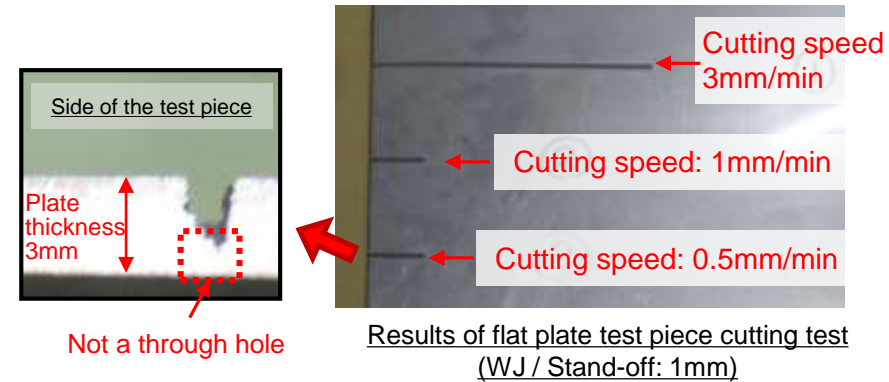 Side of the test piece
Plate
thickness
3mm
Not a through hole
Cutting speed
3mm/min
Cutting speed: 1mm/min
Cutting speed: 0.5mm/min
Results of flat plate test piece cutting test
(WJ / Stand-off: 1mm)